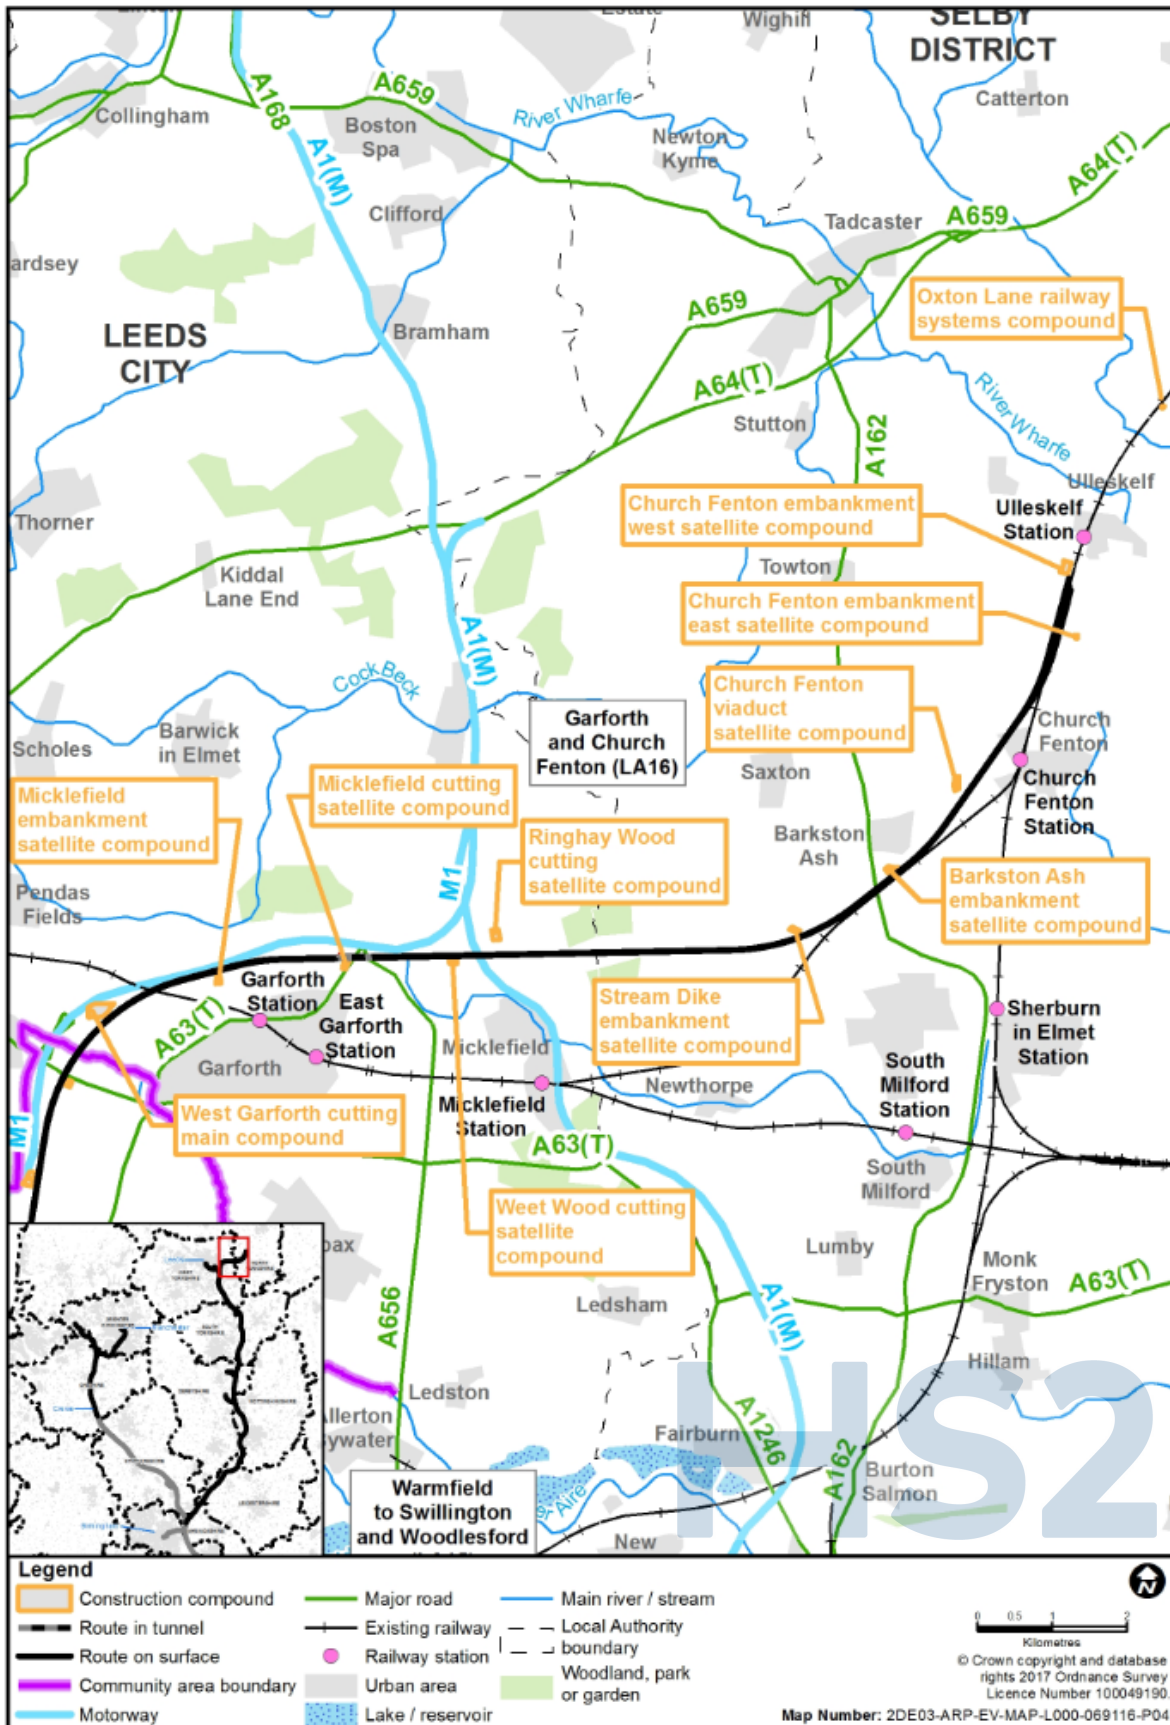 Wighill
SELBY
DISTRICT
Catterton
A168
A659
Collingham
Boston
Spa
River Wharfe
Newton
Kyme
A64(T)
A1(M)
Clifford
Tadcaster
A659
ardsey
Oxton Lane railway
systems compound
A659
LEEDS
CITY
Bramham
A64(T)
River Wharfe
Stutton
A162
Ulleskelf
Thorner
Church Fenton embankment
west satellite compound
Ulleskelf
Station
Kiddal
Lane End
Towton
Church Fenton embankment
east satellite compound
A1(M)
Cock Beck
Church Fenton
viaduct
satellite compound
Garforth
and Church
Fenton (LA16)
Church
Fenton
Scholes
Barwick
in Elmet
Saxton
Church
Fenton
Station
Micklefield
embankment
satellite compound
Micklefield cutting
satellite compound
Ringhay Wood
cutting
satellite compound
Barkston
Ash
M1
Pendas
Fields
Barkston Ash
embankment
satellite compound
Garforth
Station
East
Garforth
Station
Stream Dike
embankment
satellite compound
Sherburn
in Elmet
Station
A63(T)
Micklefield
Garforth
South
Milford
Station
Newthorpe
Micklefield
Station
West Garforth cutting
main compound
M1
A63(T)
South
Milford
Weet Wood cutting
satellite
compound
Lumby
Monk
Fryston
A63(T)
Ledsham
A656
A1(M)
Hillam
Ledston
Allerton
Bywater
Fairburn
A1246
A162
Burton
Salmon
HS2
Warmfield
to Swillington
and Woodlesford
Aire
New
Legend
Construction compound
Route in tunnel
Route on surface
Community area boundary
Motorway
Major road
Existing railway
Railway station
Urban area
Lake / reservoir
Main river / stream
Local Authority
boundary
Woodland, park
or garden
N
0 0.5 1 2
Kilometres
© Crown copyright and database
rights 2017 Ordnance Survey
Licence Number 100049190.
Map Number: 2DE03-ARP-EV-MAP-L000-069116-P04